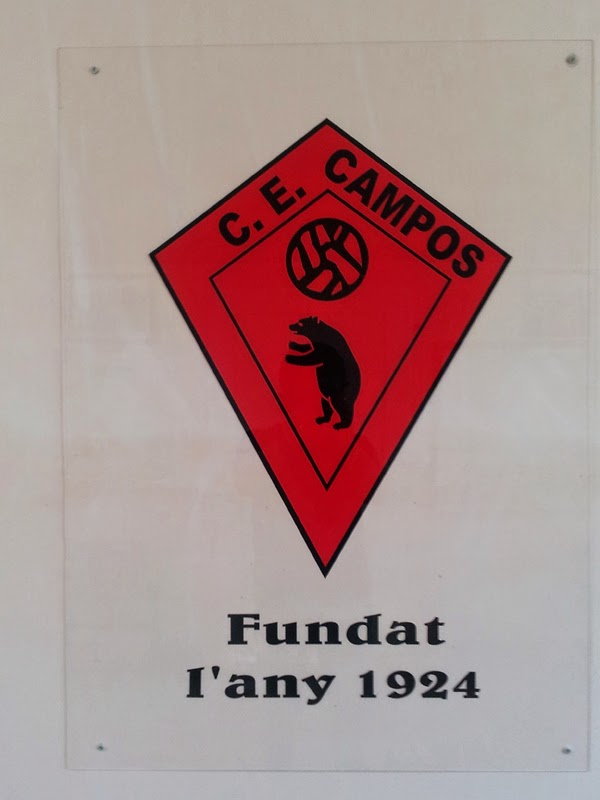 C. E. CAMPOS
Fundat
l'any 1924